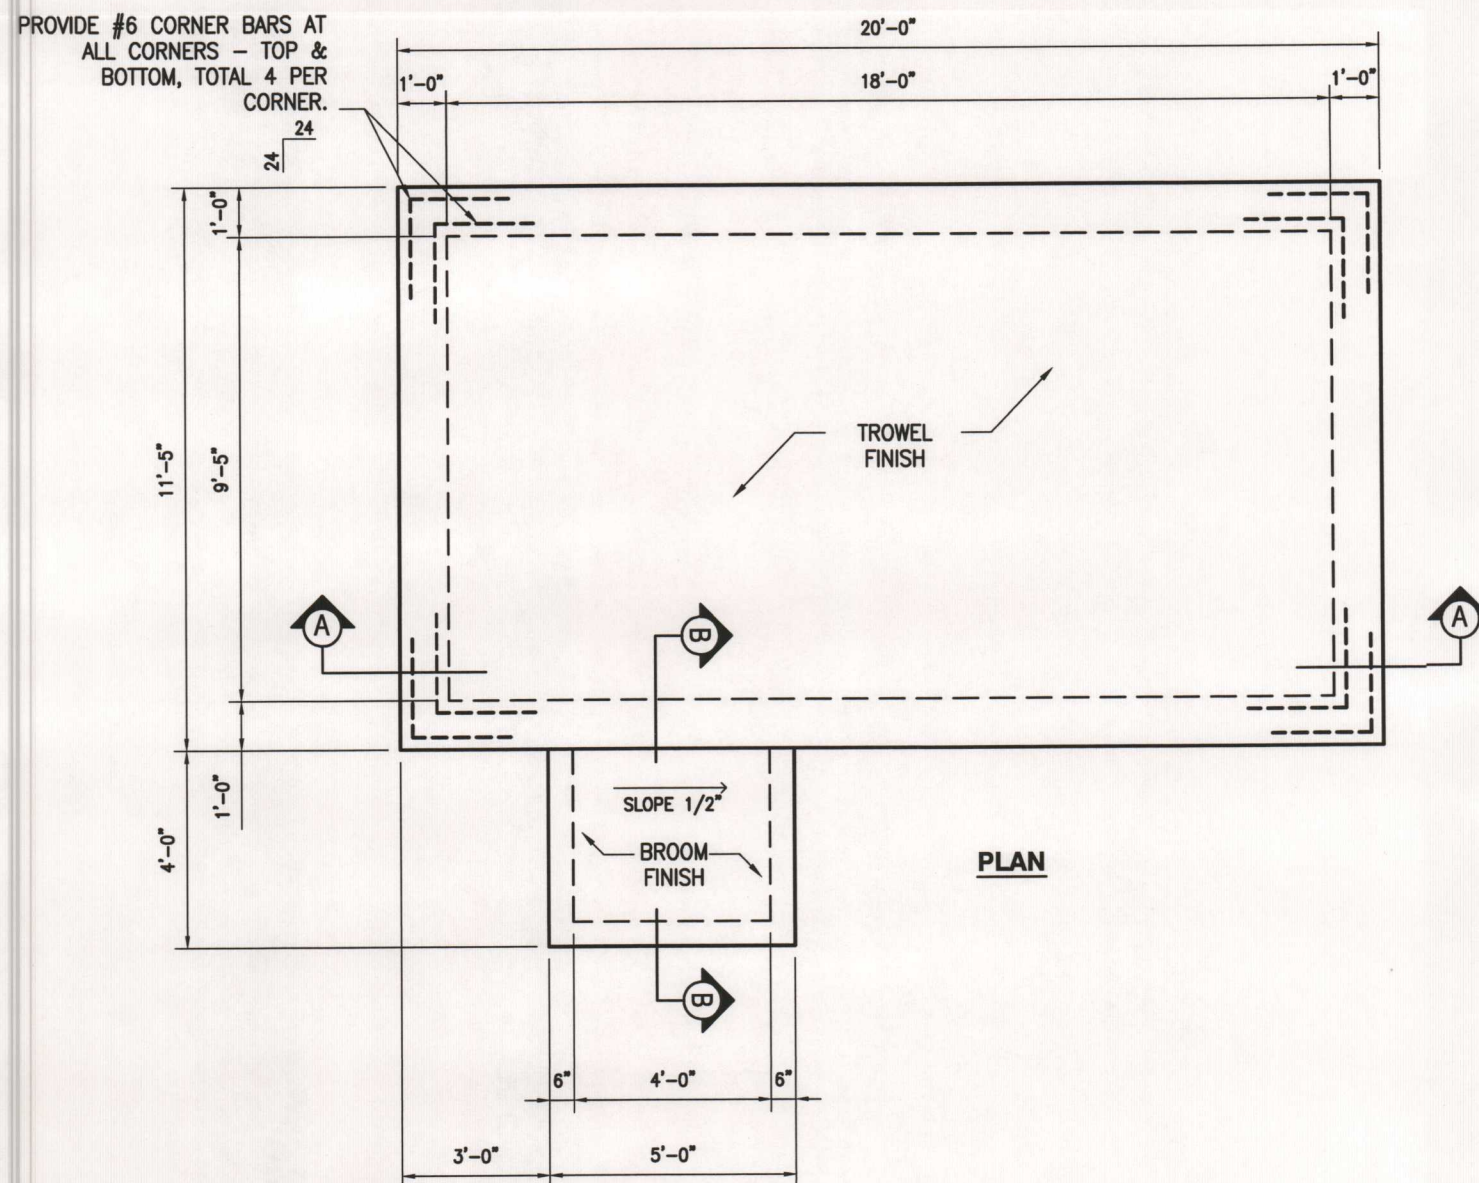 PROVIDE #6 CORNER BARS AT
ALL CORNERS – TOP &
BOTTOM, TOTAL 4 PER
CORNER.
24
24
20'-0"
1'-0"
18'-0"
1'-0"
1'-0"
11'-5"
9'-5"
TROWEL
FINISH
A
B
A
1'-0"
4'-0"
SLOPE 1/2"
BROOM
FINISH
PLAN
B
6"
4'-0"
6"
3'-0"
5'-0"